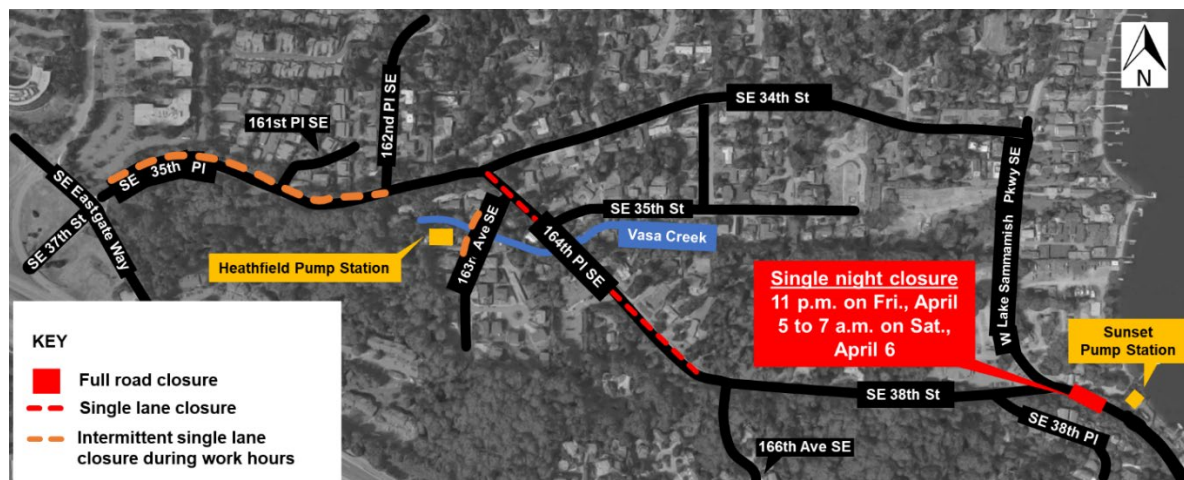 SE 34th St
N
161st Pl SE
162nd Pl SE
SE 35th Pl
SE Eastgate Way
SE 37th St
SE 35th St
Vasa Creek
163rd Ave SE
164th Pl SE
Heathfield Pump Station
W Lake Sammamish Pkwy SE
Single night closure
11 p.m. on Fri., April
5 to 7 a.m. on Sat.,
April 6
Sunset
Pump Station
SE 38th St
SE 38th Pl
166th Ave SE
KEY
Full road closure
Single lane closure
Intermittent single lane
closure during work hours